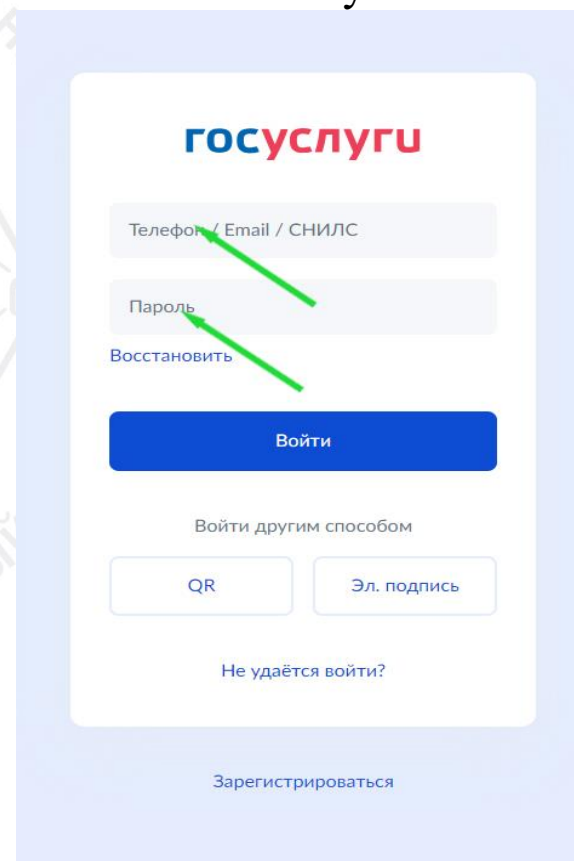 госуслуги
Телефон / Email / СНИЛС
Пароль
Восстановить
Войти
Войти другим способом
QR
Эл. подпись
Не удаётся войти?
Зарегистрироваться